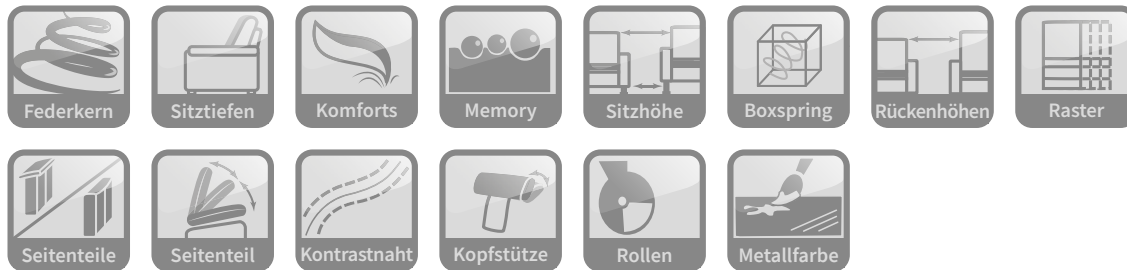 Federkern
Sitztiefen
Komforts
Memory
Sitzhöhe
Boxspring
Rückenhöhen
Raster
Seitenteile
Seitenteil
Kontrastnaht
Kopfstütze
Rollen
Metallfarbe